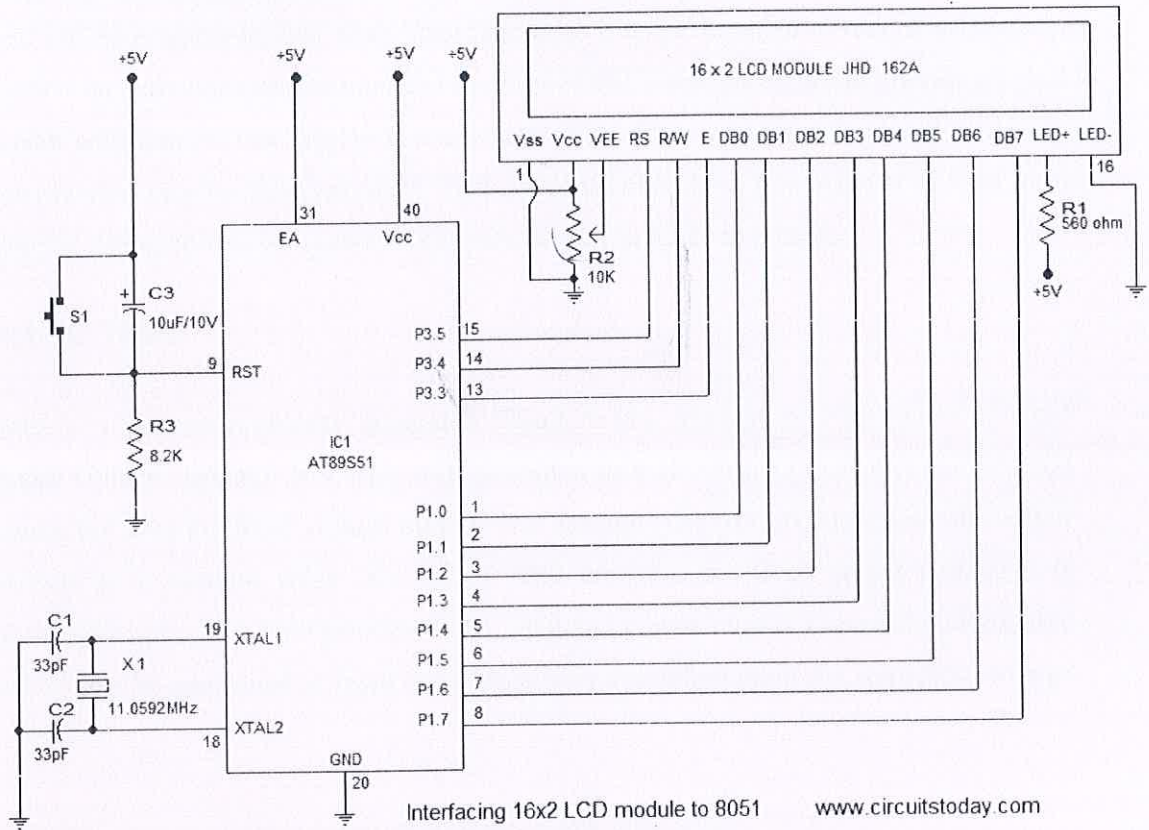 16 x 2 LCD MODULE JHD 162A
+5V +5V +5V +5V
Vss Vcc VEE RS R/W E DB0 DB1 DB2 DB3 DB4 DB5 DB6 DB7 LED+ LED-
1 16
R1
560 ohm
+5V
R2
10K
31 40
EA Vcc
S1
+
C3
10uF/10V
9 RST
R3
8.2K
IC1
AT89S51
P3.5 15
P3.4 14
P3.3 13
P1.0 1
P1.1 2
P1.2 3
P1.3 4
P1.4 5
P1.5 6
P1.6 7
P1.7 8
C1
33pF
19 XTAL1
X1
11.0592MHz
C2
33pF
18 XTAL2
GND
20
Interfacing 16x2 LCD module to 8051 www.circuitstoday.com